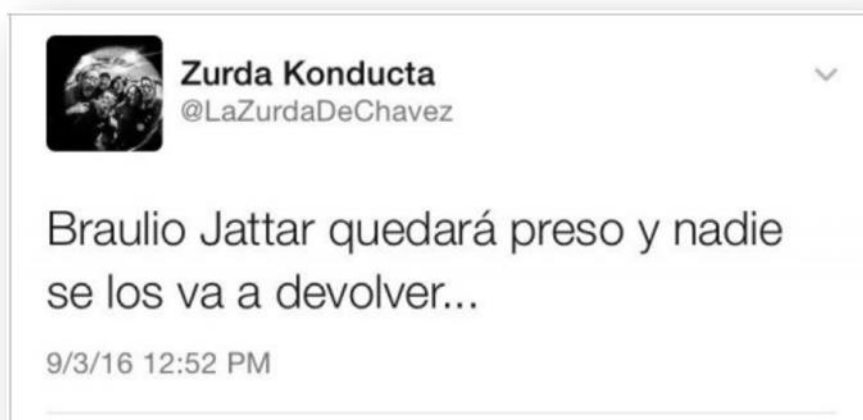 Zurda Konducta
@LaZurdaDeChavez
Braulio Jattar quedará preso y nadie
se los va a devolver...
9/3/16 12:52 PM